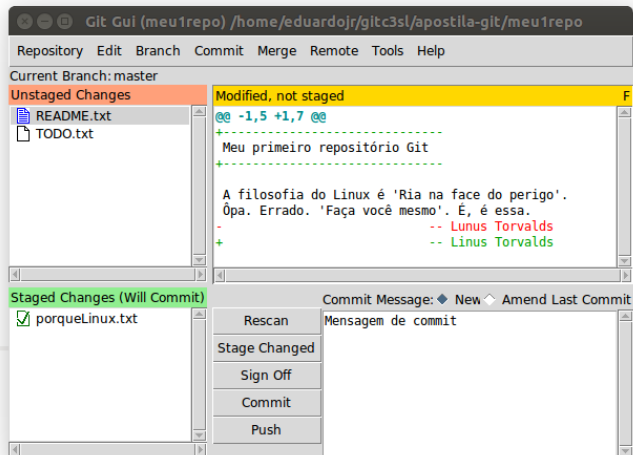 Git Gui (meu1repo) /home/eduardojr/gitc3sl/apostila-git/meu1repo
Repository Edit Branch Commit Merge Remote Tools Help
Current Branch: master
Unstaged Changes
README.txt
TODO.txt
Modified, not staged F
@@ -1,5 +1,7 @@
+-----------------------------
Meu primeiro repositório Git
+-----------------------------
A filosofia do Linux é 'Ria na face do perigo'.
Ôpa. Errado. 'Faça você mesmo'. É, é essa.
- -- Lunus Torvalds
+ -- Linus Torvalds
Staged Changes (Will Commit)
porqueLinux.txt
Rescan
Stage Changed
Sign Off
Commit
Push
Commit Message: New Amend Last Commit
Mensagem de commit